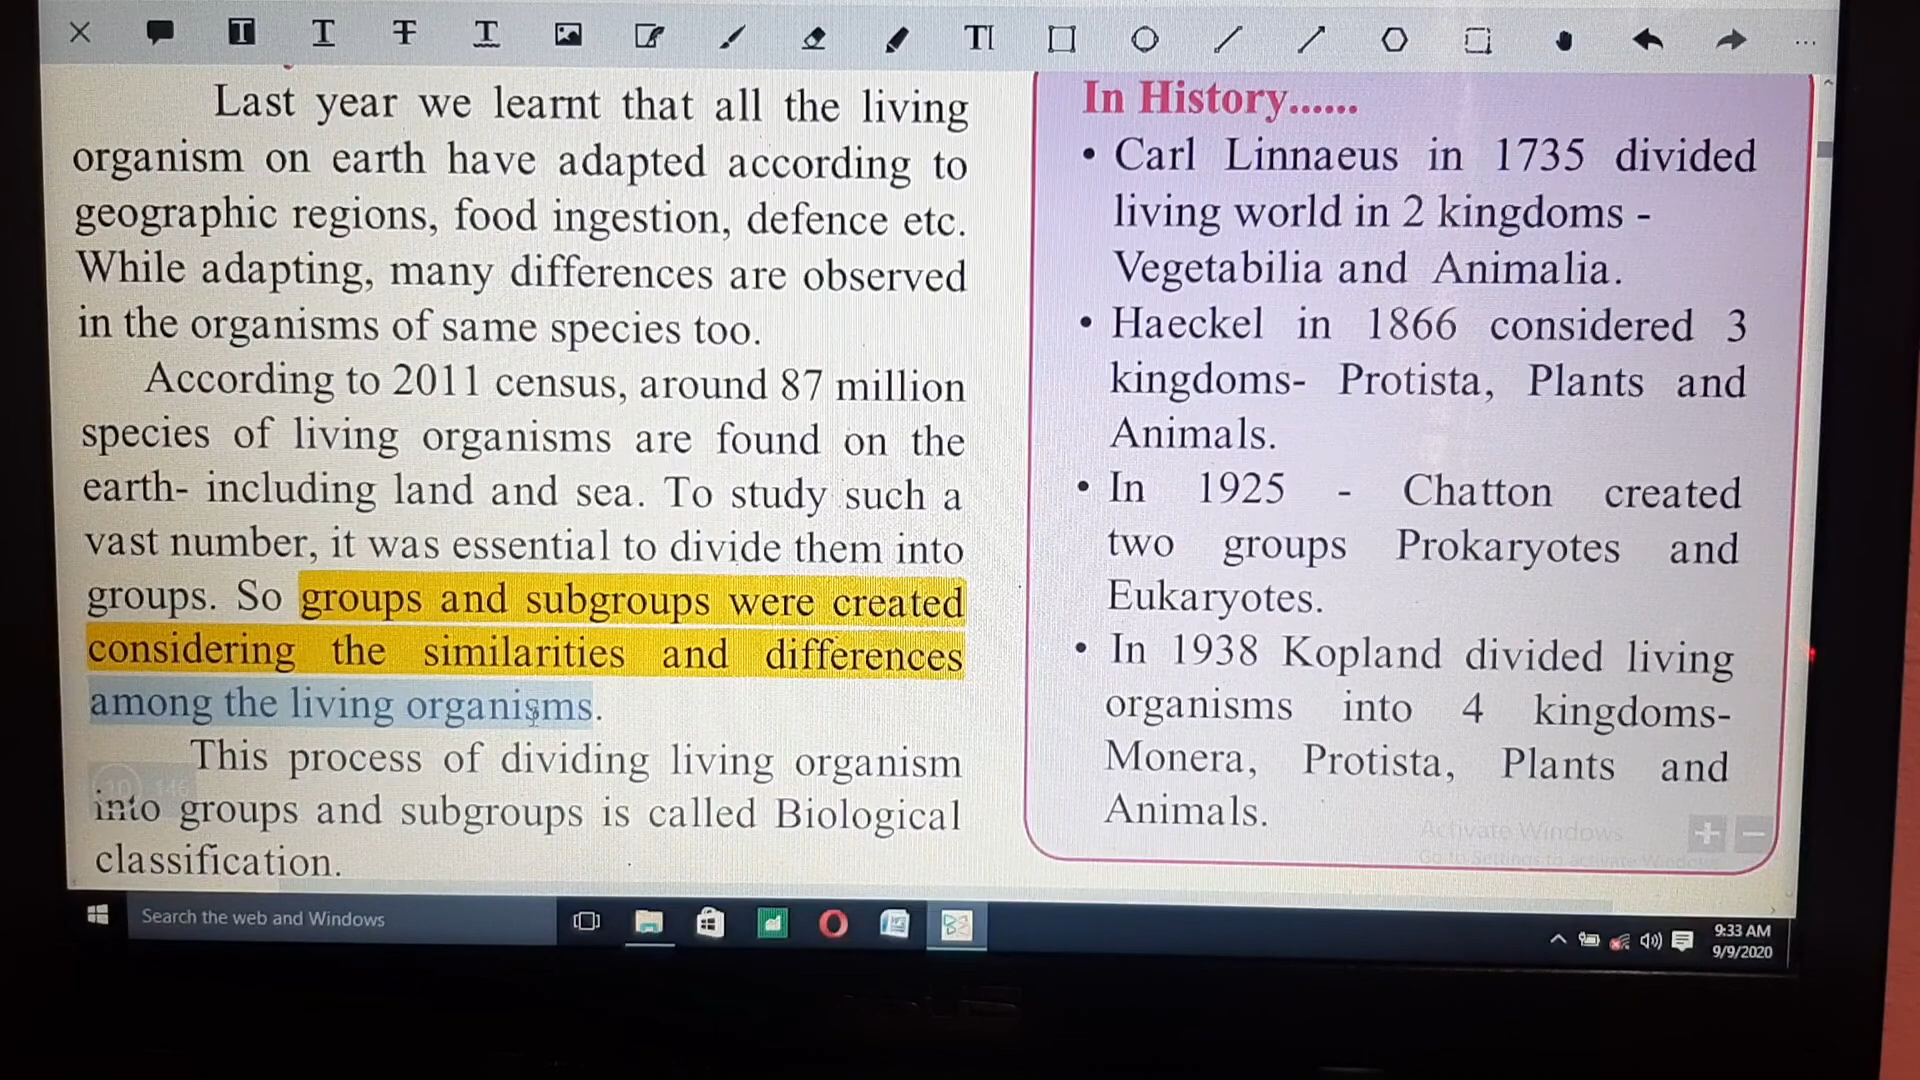 Last year we learnt that all the living
organism on earth have adapted according to
geographic regions, food ingestion, defence etc.
While adapting, many differences are observed
in the organisms of same species too.
According to 2011 census, around 87 million
species of living organisms are found on the
earth- including land and sea. To study such a
vast number, it was essential to divide them into
groups. So groups and subgroups were created
considering the similarities and differences
among the living organisms.
This process of dividing living organism
into groups and subgroups is called Biological
classification.
In History......
• Carl Linnaeus in 1735 divided
living world in 2 kingdoms -
Vegetabilia and Animalia.
• Haeckel in 1866 considered 3
kingdoms- Protista, Plants and
Animals.
• In 1925 - Chatton created
two groups Prokaryotes and
Eukaryotes.
• In 1938 Kopland divided living
organisms into 4 kingdoms-
Monera, Protista, Plants and
Animals.
Activate Windows
Go to Settings to activate Windows.
Search the web and Windows
9:33 AM
9/9/2020